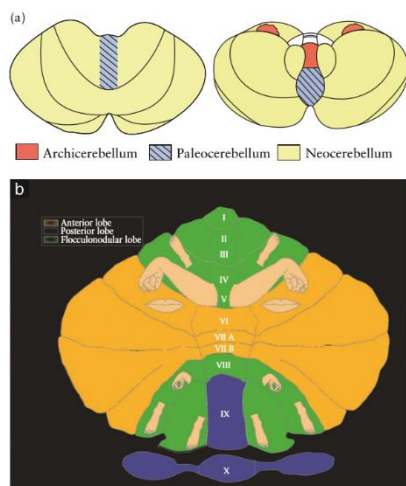 (a)
Archicerebellum Paleocerebellum Neocerebellum
b
Anterior lobe
Posterior lobe
Flocculonodular lobe
I
II
III
IV
V
VI
VII A
VII B
VIII
IX
X